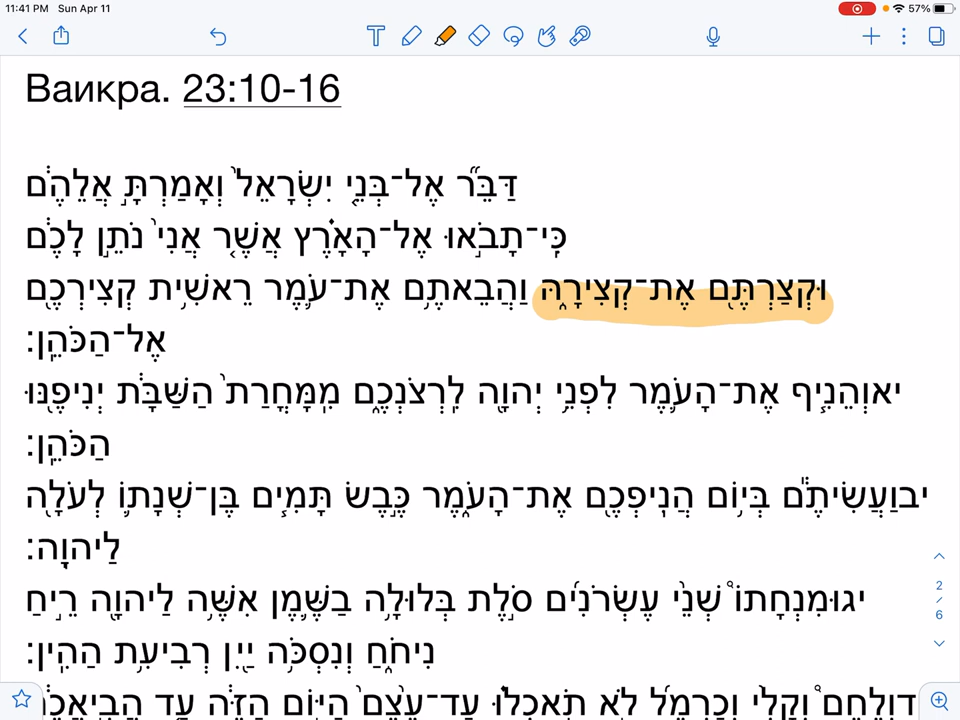 11:41 PM Sun Apr 11
57%
Ваикра. 23:10-16
דַּבֵּ֞ר אֶל־בְּנֵ֤י יִשְׂרָאֵל֙ וְאָמַרְתָּ֣ אֲלֵהֶ֔ם
כִּֽי־תָבֹ֣אוּ אֶל־הָאָ֗רֶץ אֲשֶׁ֤ר אֲנִי֙ נֹתֵ֣ן לָכֶ֔ם
וּקְצַרְתֶּ֖ם אֶת־קְצִירָ֑הּ וַהֲבֵאתֶ֥ם אֶת־עֹ֛מֶר רֵאשִׁ֥ית קְצִירְכֶ֖ם
אֶל־הַכֹּהֵֽן׃
יאוְהֵנִ֧יף אֶת־הָעֹ֛מֶר לִפְנֵ֥י יְהוָ֖ה לִֽרְצֹנְכֶ֑ם מִֽמָּחֳרַת֙ הַשַּׁבָּ֔ת יְנִיפֶ֖נּוּ
הַכֹּהֵֽן׃
יבוַעֲשִׂיתֶ֕ם בְּי֥וֹם הֲנִֽיפְכֶ֖ם אֶת־הָעֹ֑מֶר כֶּ֣בֶשׂ תָּמִ֧ים בֶּן־שְׁנָת֛וֹ לְעֹלָ֖ה
לַיהוָֽה׃
יגוּמִנְחָתוֹ֩ שְׁנֵ֨י עֶשְׂרֹנִ֜ים סֹ֣לֶת בְּלוּלָ֥ה בַשֶּׁ֛מֶן אִשֶּׁ֥ה לַיהוָ֖ה רֵ֣יחַ
נִיחֹ֑חַ וְנִסְכֹּ֥ה יַ֖יִן רְבִיעִ֥ת הַהִֽין׃
ידוְלֶחֶם֩ וְקָלִ֨י וְכַרְמֶ֜ל לֹ֣א תֹֽאכְל֗וּ עַד־עֶ֙צֶם֙ הַיּ֣וֹם הַזֶּ֔ה עַ֚ד הֲבִ֣יאֲכֶ֔ם
2
/
6